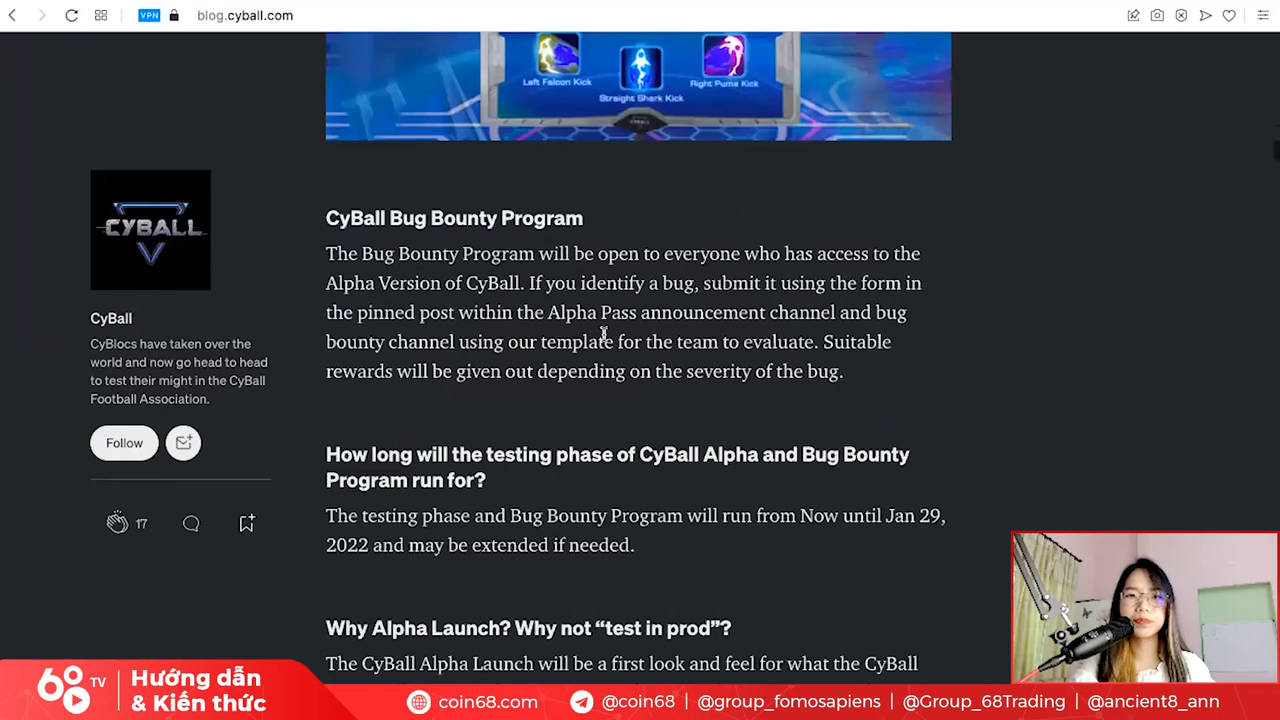 VPN
blog.cyball.com
Left Falcon Kick
Right Puma Kick
Straight Shark Kick
CYBALL
CYBALL
CyBall
CyBlocs have taken over the
world and now go head to head
to test their might in the CyBall
Football Association.
Follow
17
CyBall Bug Bounty Program
The Bug Bounty Program will be open to everyone who has access to the
Alpha Version of CyBall. If you identify a bug, submit it using the form in
the pinned post within the Alpha Pass announcement channel and bug
bounty channel using our template for the team to evaluate. Suitable
rewards will be given out depending on the severity of the bug.
How long will the testing phase of CyBall Alpha and Bug Bounty
Program run for?
The testing phase and Bug Bounty Program will run from Now until Jan 29,
2022 and may be extended if needed.
Why Alpha Launch? Why not “test in prod”?
The CyBall Alpha Launch will be a first look and feel for what the CyBall
68 TV
Hướng dẫn
& Kiến thức
coin68.com
@coin68 | @group_fomosapiens | @Group_68Trading | @ancient8_ann